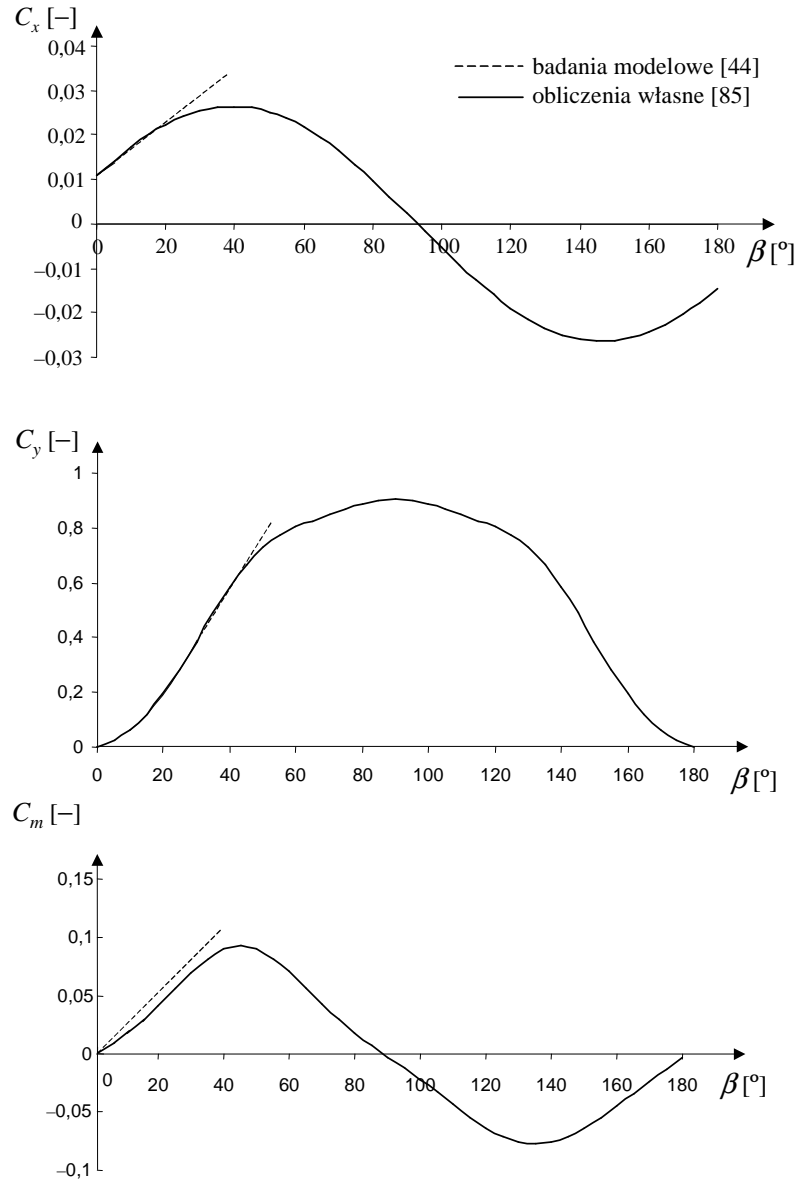 Cx [–]
0,04
badania modelowe [44]
0,03
obliczenia własne [85]
0,02
0,01
0
0 20 40 60 80 100 120 140 160 180 β [º]
–0,01
–0,02
–0,03
Cy [–]
1
0,8
0,6
0,4
0,2
0
0 20 40 60 80 100 120 140 160 180 β [º]
Cm [–]
0,15
0,1
0,05
0
0 20 40 60 80 100 120 140 160 180 β [º]
–0,05
–0,1